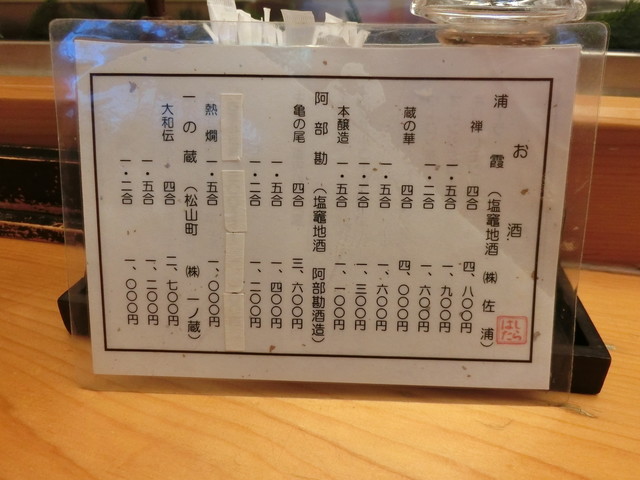 お酒
しらはた
浦霞（塩竈地酒 （株）佐浦）
禅 四合 四、八〇〇円
一・五合 一、九〇〇円
一・二合 一、六〇〇円
蔵の華 四合 四、〇〇〇円
一・五合 一、六〇〇円
一・二合 一、三〇〇円
本醸造 一・五合 一、一〇〇円
阿部勘（塩竈地酒 阿部勘酒造）
亀の尾 四合 三、六〇〇円
一・五合 一、四〇〇円
一・二合 一、二〇〇円
熱燗 一・五合 一、〇〇〇円
一の蔵（松山町 （株）一ノ蔵）
大和伝 四合 二、七〇〇円
一・五合 一、二〇〇円
一・二合 一、〇〇〇円